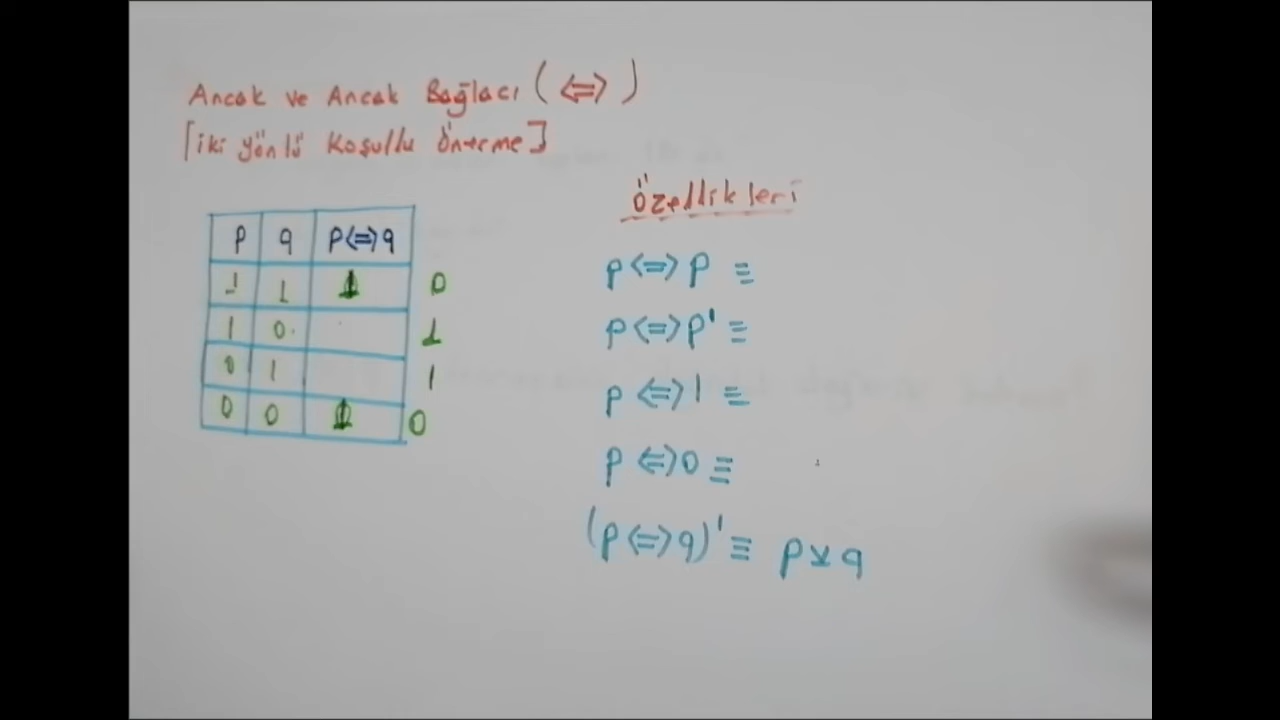 Ancak ve Ancak Bağlacı (⇔)
[İki yönlü Koşullu Önerme]
Özellikleri
p q p⇔q
1 1 1 0
1 0 1
0 1 1
0 0 1 0
p⇔p ≡
p⇔p' ≡
p⇔1 ≡
p⇔0 ≡
(p⇔q)' ≡ p⊻q